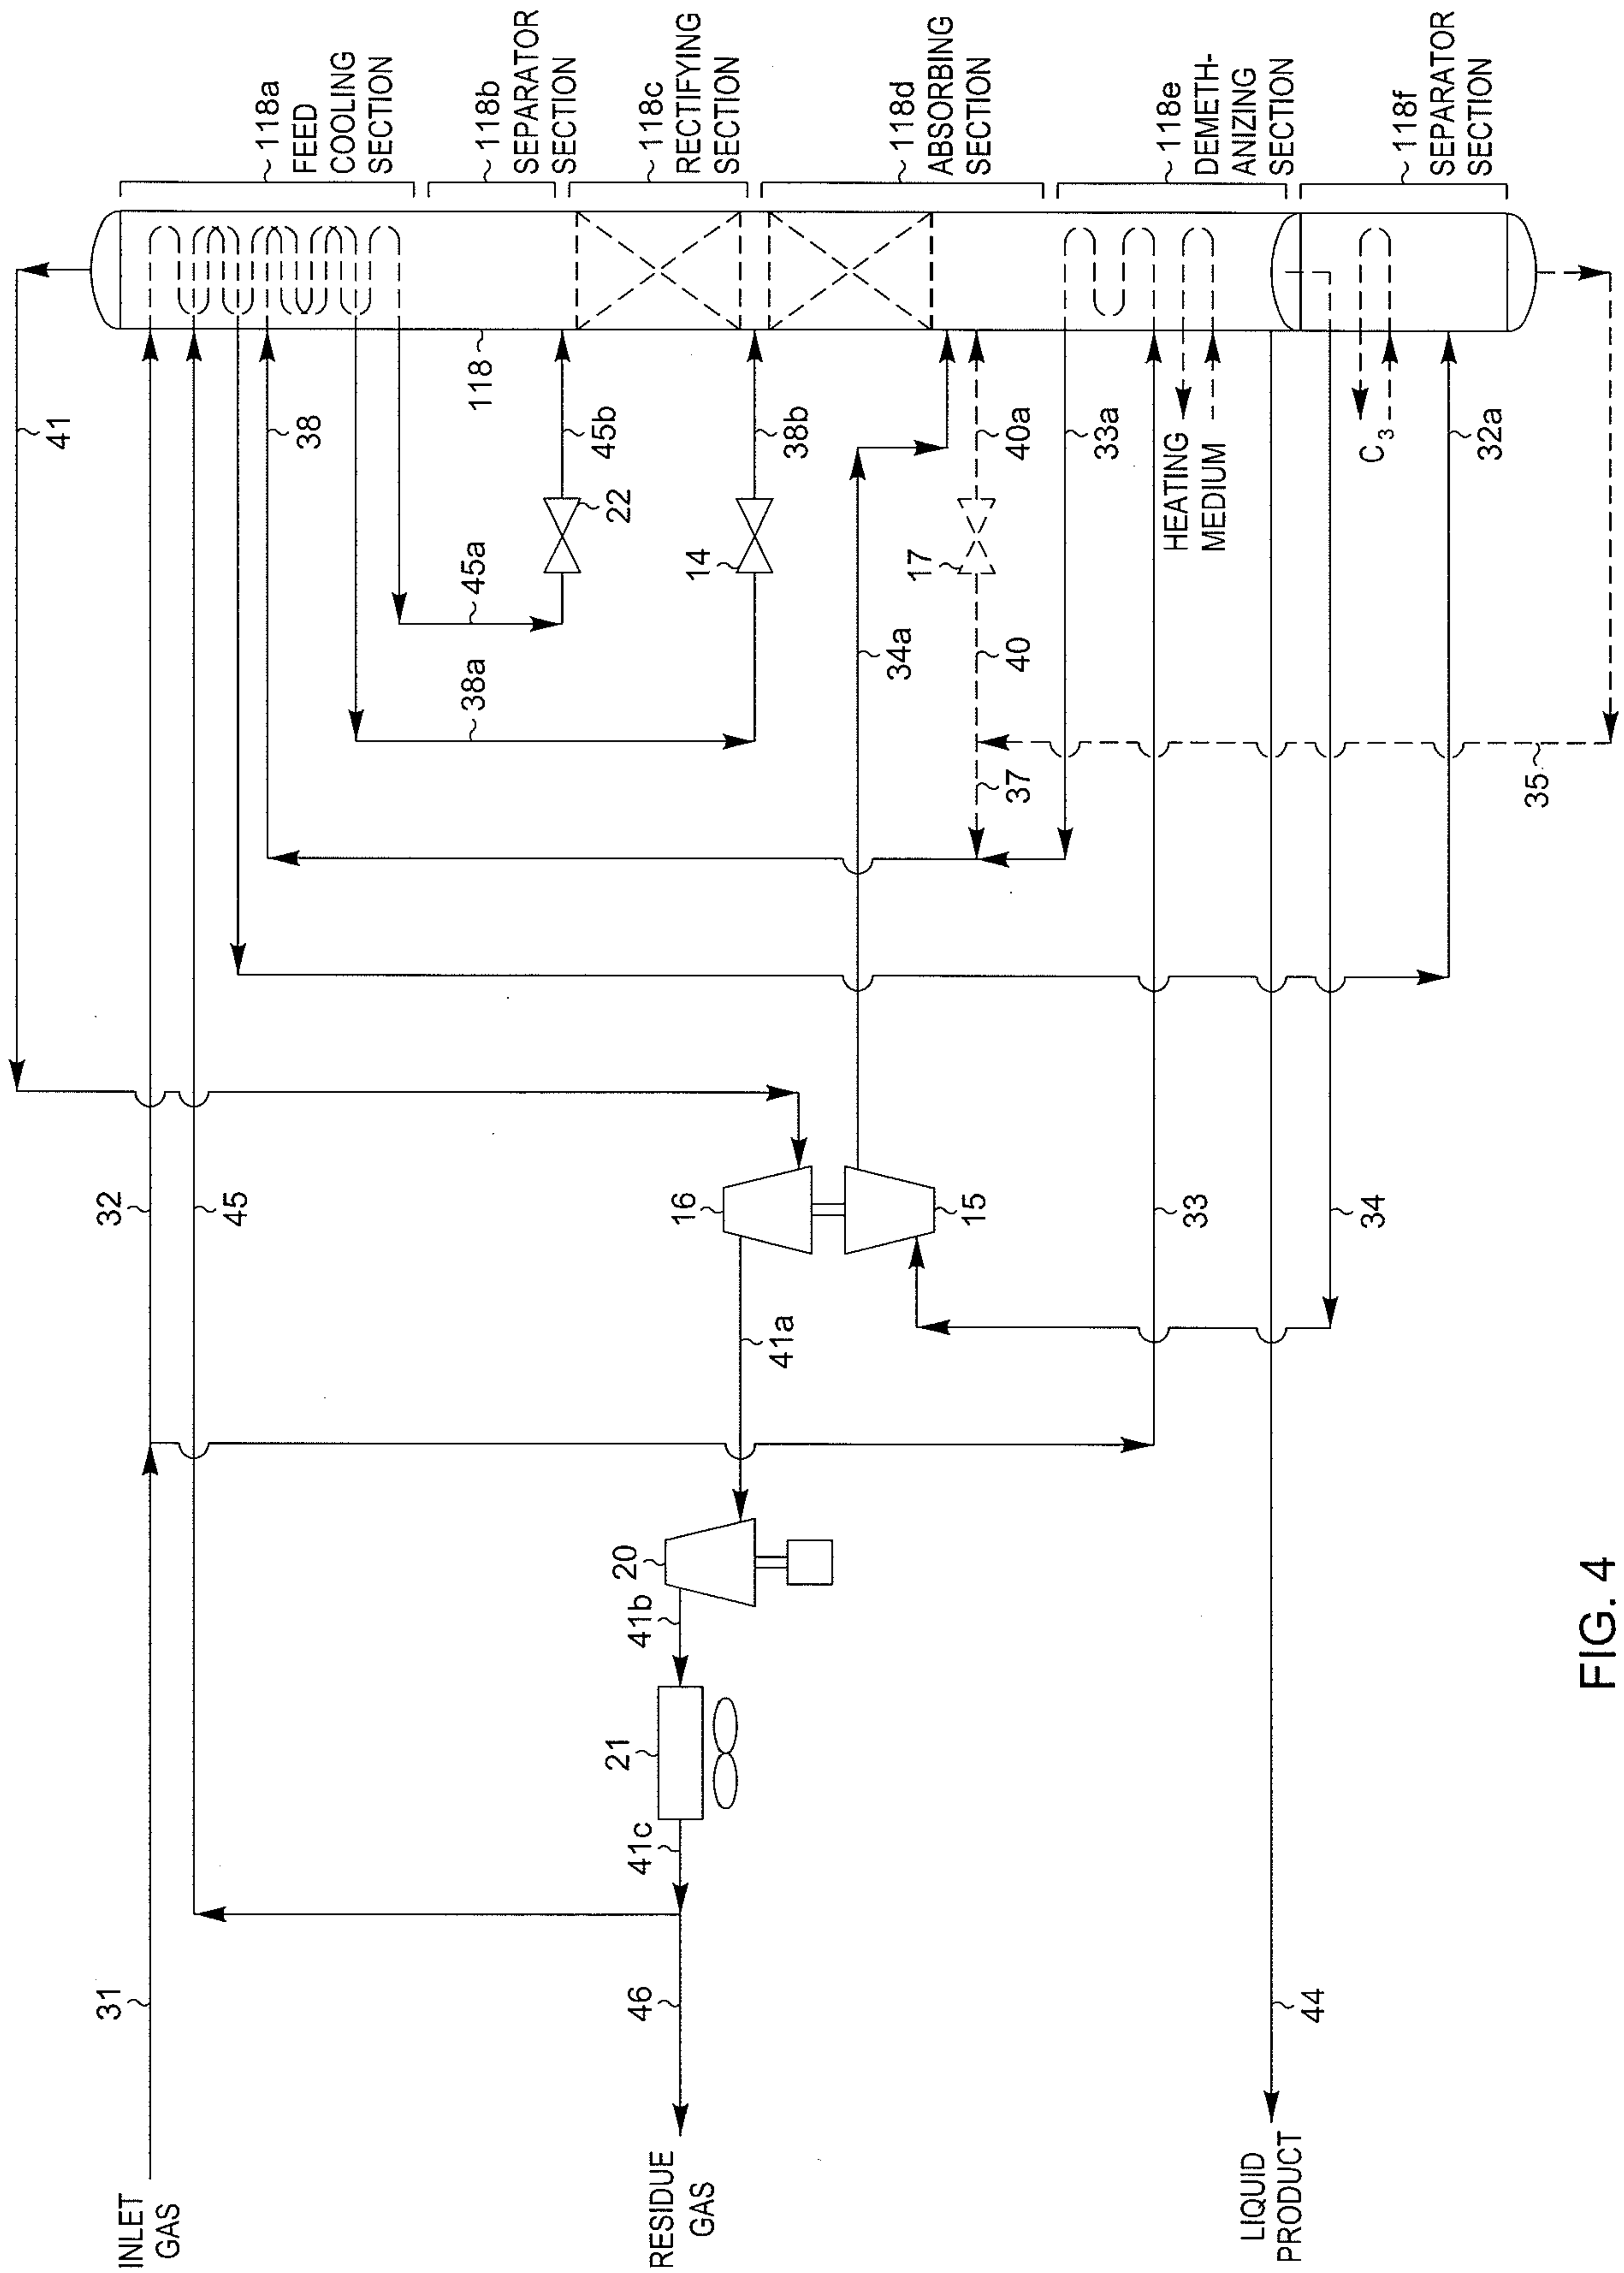 118a
FEED
COOLING
SECTION
118b
SEPARATOR
SECTION
118c
RECTIFYING
SECTION
118d
ABSORBING
SECTION
118e
DEMETH-
ANIZING
SECTION
118f
SEPARATOR
SECTION
41
38
118
45b
22
45a
38b
14
38a
34a
40a
17
40
37
33a
HEATING
MEDIUM
C3
32a
35
32
45
16
15
33
34
41a
20
41b
21
41c
31
46
44
INLET
GAS
RESIDUE
GAS
LIQUID
PRODUCT
FIG. 4